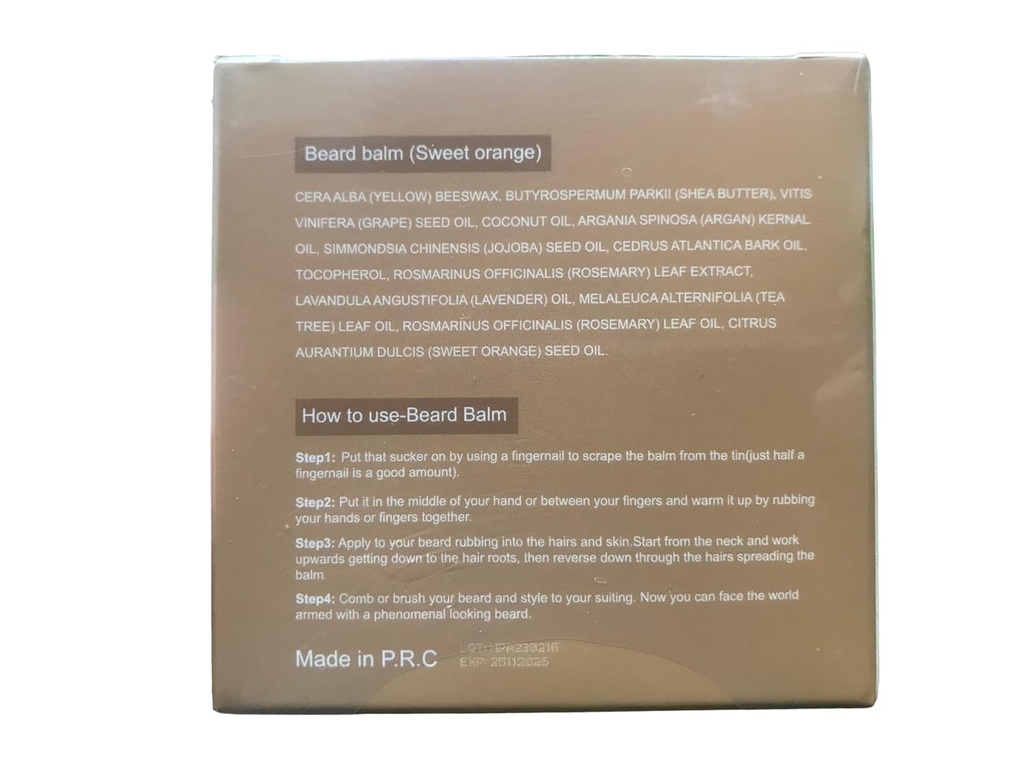 Beard balm (Sweet orange)
CERA ALBA (YELLOW) BEESWAX, BUTYROSPERMUM PARKII (SHEA BUTTER), VITIS
VINIFERA (GRAPE) SEED OIL, COCONUT OIL, ARGANIA SPINOSA (ARGAN) KERNAL
OIL, SIMMONDSIA CHINENSIS (JOJOBA) SEED OIL, CEDRUS ATLANTICA BARK OIL,
TOCOPHEROL, ROSMARINUS OFFICINALIS (ROSEMARY) LEAF EXTRACT,
LAVANDULA ANGUSTIFOLIA (LAVENDER) OIL, MELALEUCA ALTERNIFOLIA (TEA
TREE) LEAF OIL, ROSMARINUS OFFICINALIS (ROSEMARY) LEAF OIL, CITRUS
AURANTIUM DULCIS (SWEET ORANGE) SEED OIL.
How to use-Beard Balm
Step1: Put that sucker on by using a fingernail to scrape the balm from the tin(just half a
fingernail is a good amount).
Step2: Put it in the middle of your hand or between your fingers and warm it up by rubbing
your hands or fingers together.
Step3: Apply to your beard rubbing into the hairs and skin.Start from the neck and work
upwards getting down to the hair roots, then reverse down through the hairs spreading the
balm.
Step4: Comb or brush your beard and style to your suiting. Now you can face the world
armed with a phenomenal looking beard.
Made in P.R.C
EXP: 25112025